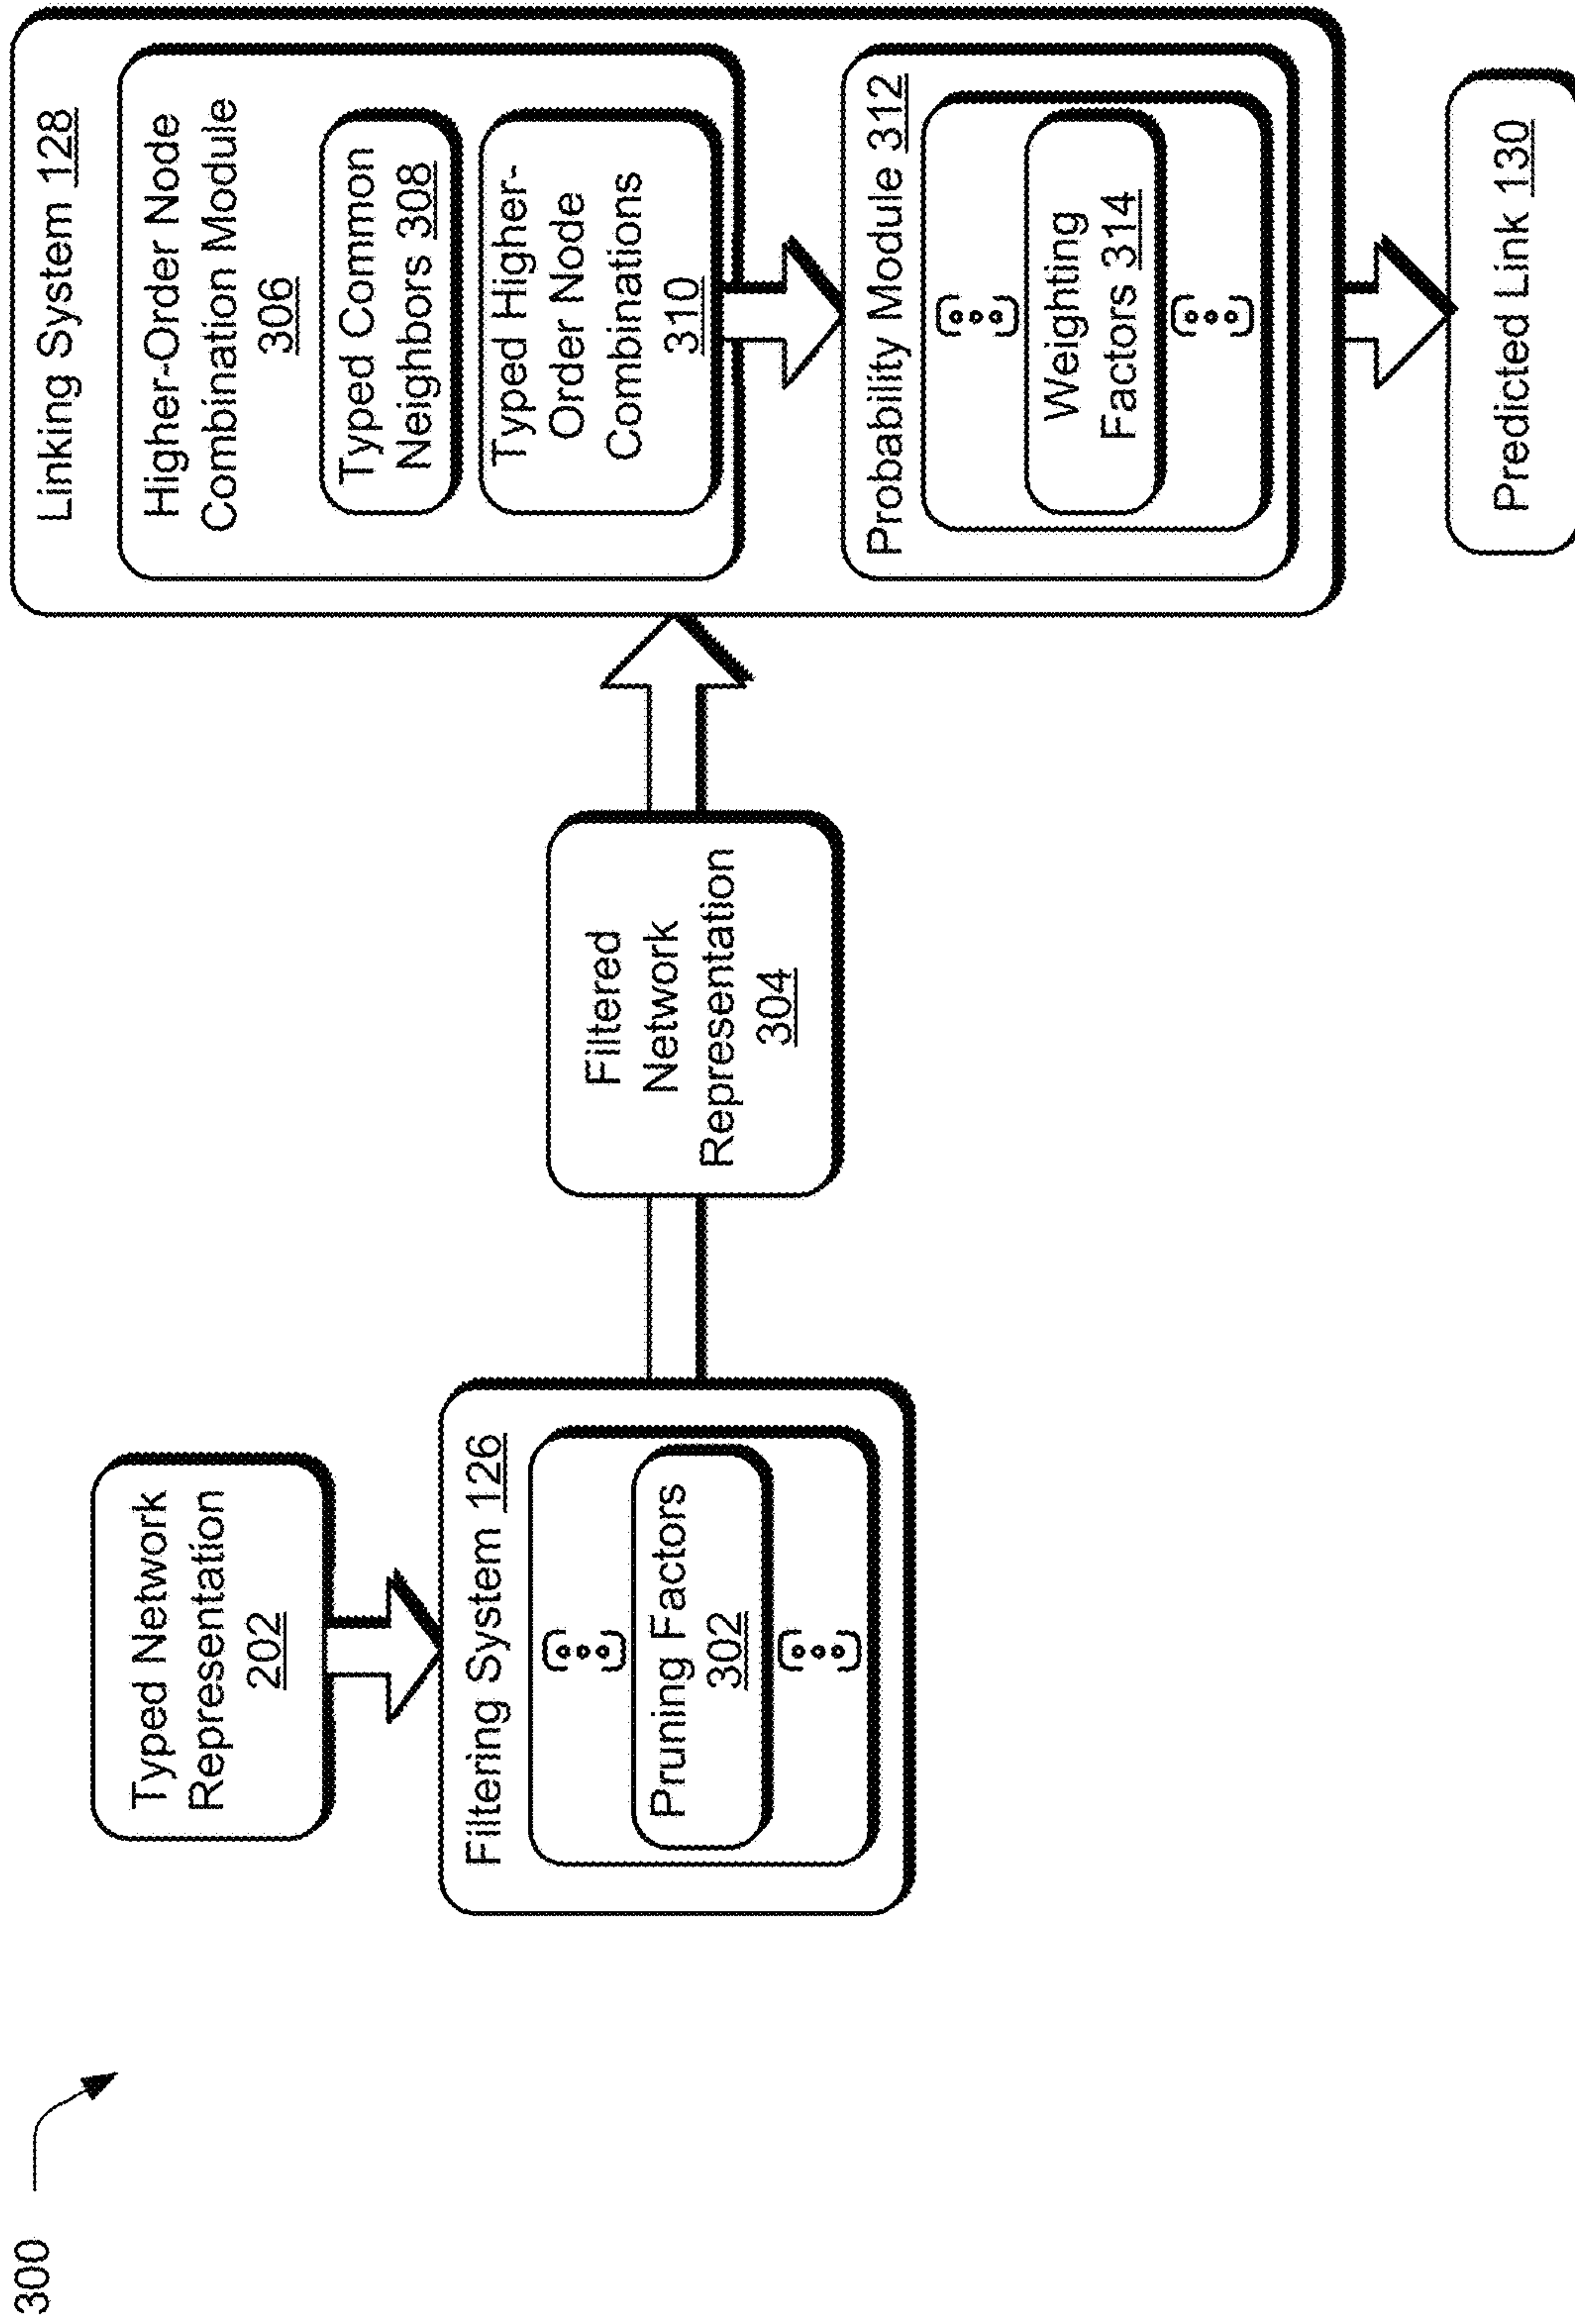 300
Typed Network
Representation
202
Filtering System 126
Pruning Factors
302
Filtered
Network
Representation
304
Linking System 128
Higher-Order Node
Combination Module
306
Typed Common
Neighbors 308
Typed Higher-
Order Node
Combinations
310
Probability Module 312
Weighting
Factors 314
Predicted Link 130